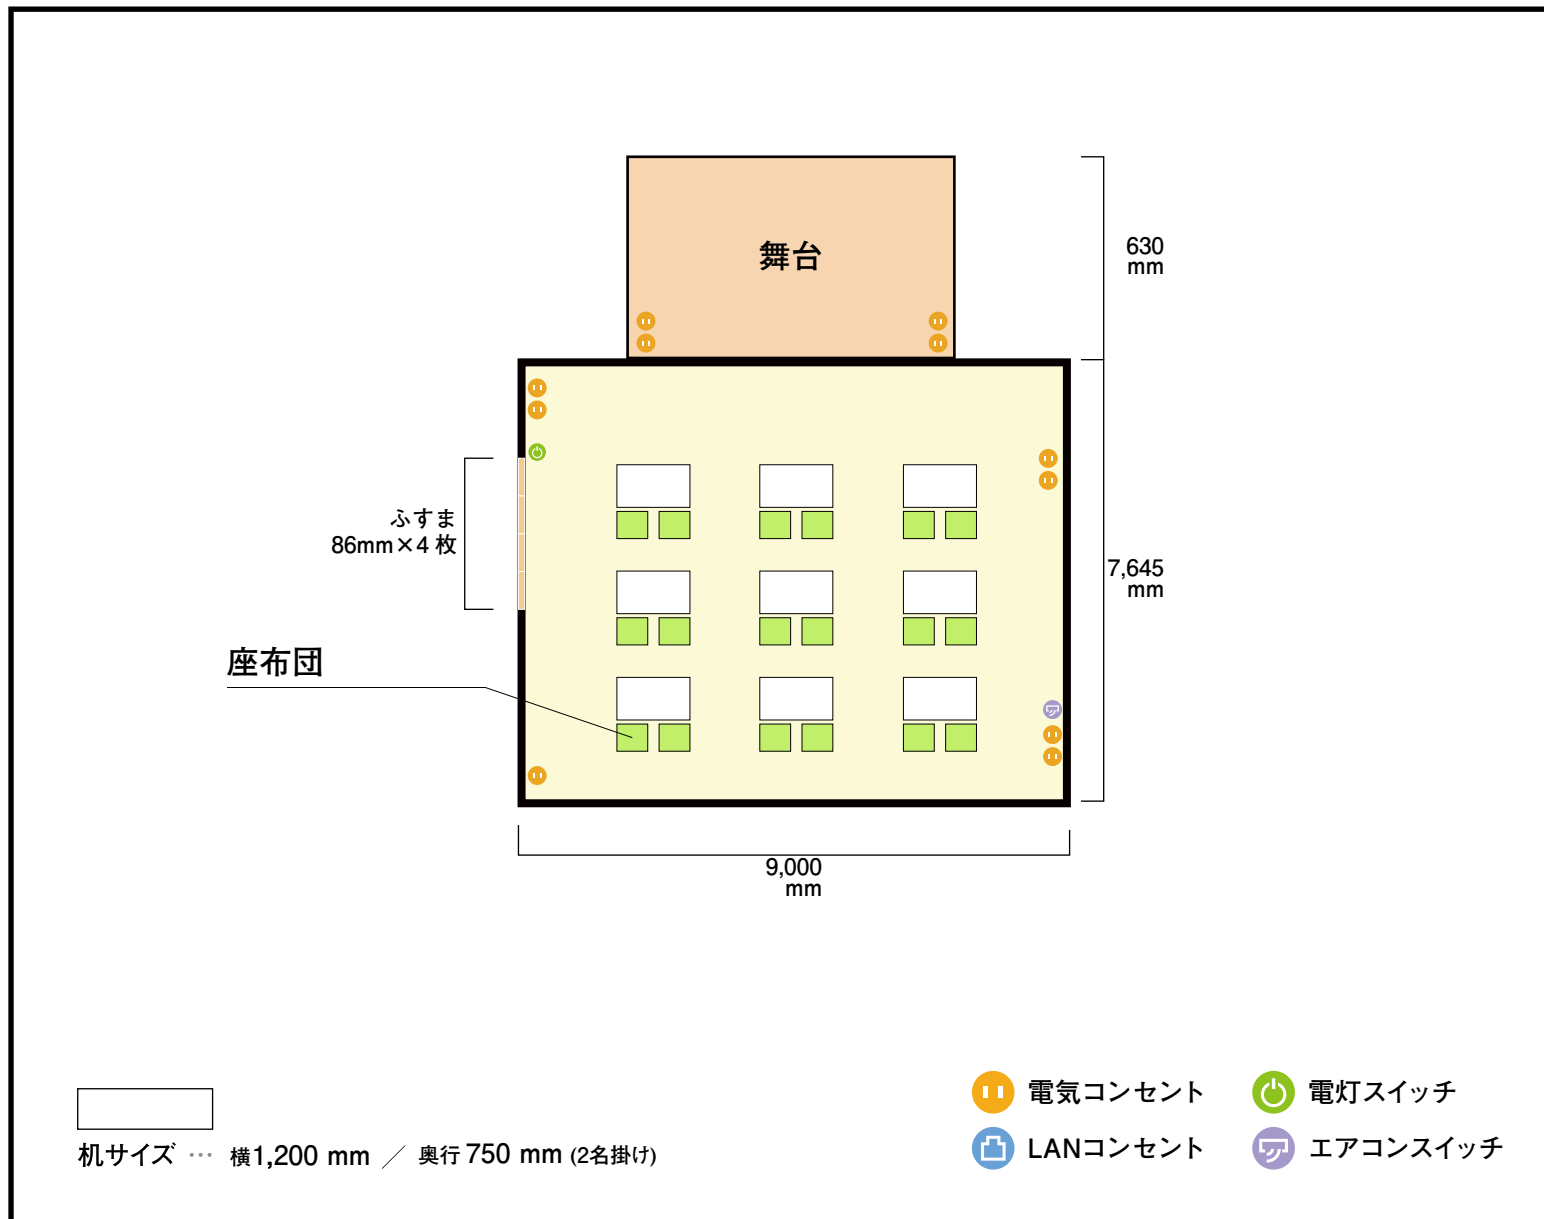 舞台
630
mm
ふすま
86mm×4 枚
7,645
mm
座布団
9,000
mm
机サイズ … 横1,200 mm ／ 奥行 750 mm (2名掛け)
電気コンセント
電灯スイッチ
LANコンセント
エアコンスイッチ